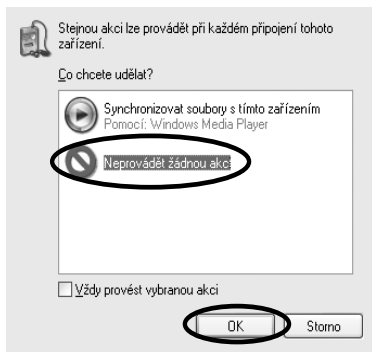 Stejnou akci lze provádět při každém připojení tohoto
zařízení.
Co chcete udělat?
Synchronizovat soubory s tímto zařízením
Pomocí: Windows Media Player
Neprovádět žádnou akci
Vždy provést vybranou akci
OK
Storno